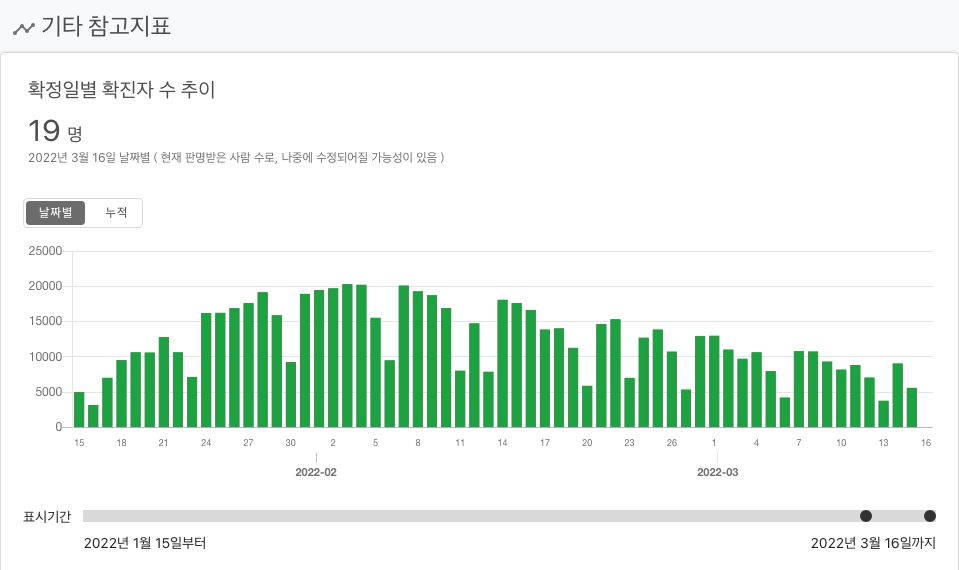 기타 참고지표
확정일별 확진자 수 추이
19 명
2022년 3월 16일 날짜별 ( 현재 판명받은 사람 수로, 나중에 수정되어질 가능성이 있음 )
날짜별 누적
25000
20000
15000
10000
5000
0
15 18 21 24 27 30 2 5 8 11 14 17 20 23 26 1 4 7 10 13 16
2022-02 2022-03
표시기간
2022년 1월 15일부터 2022년 3월 16일까지